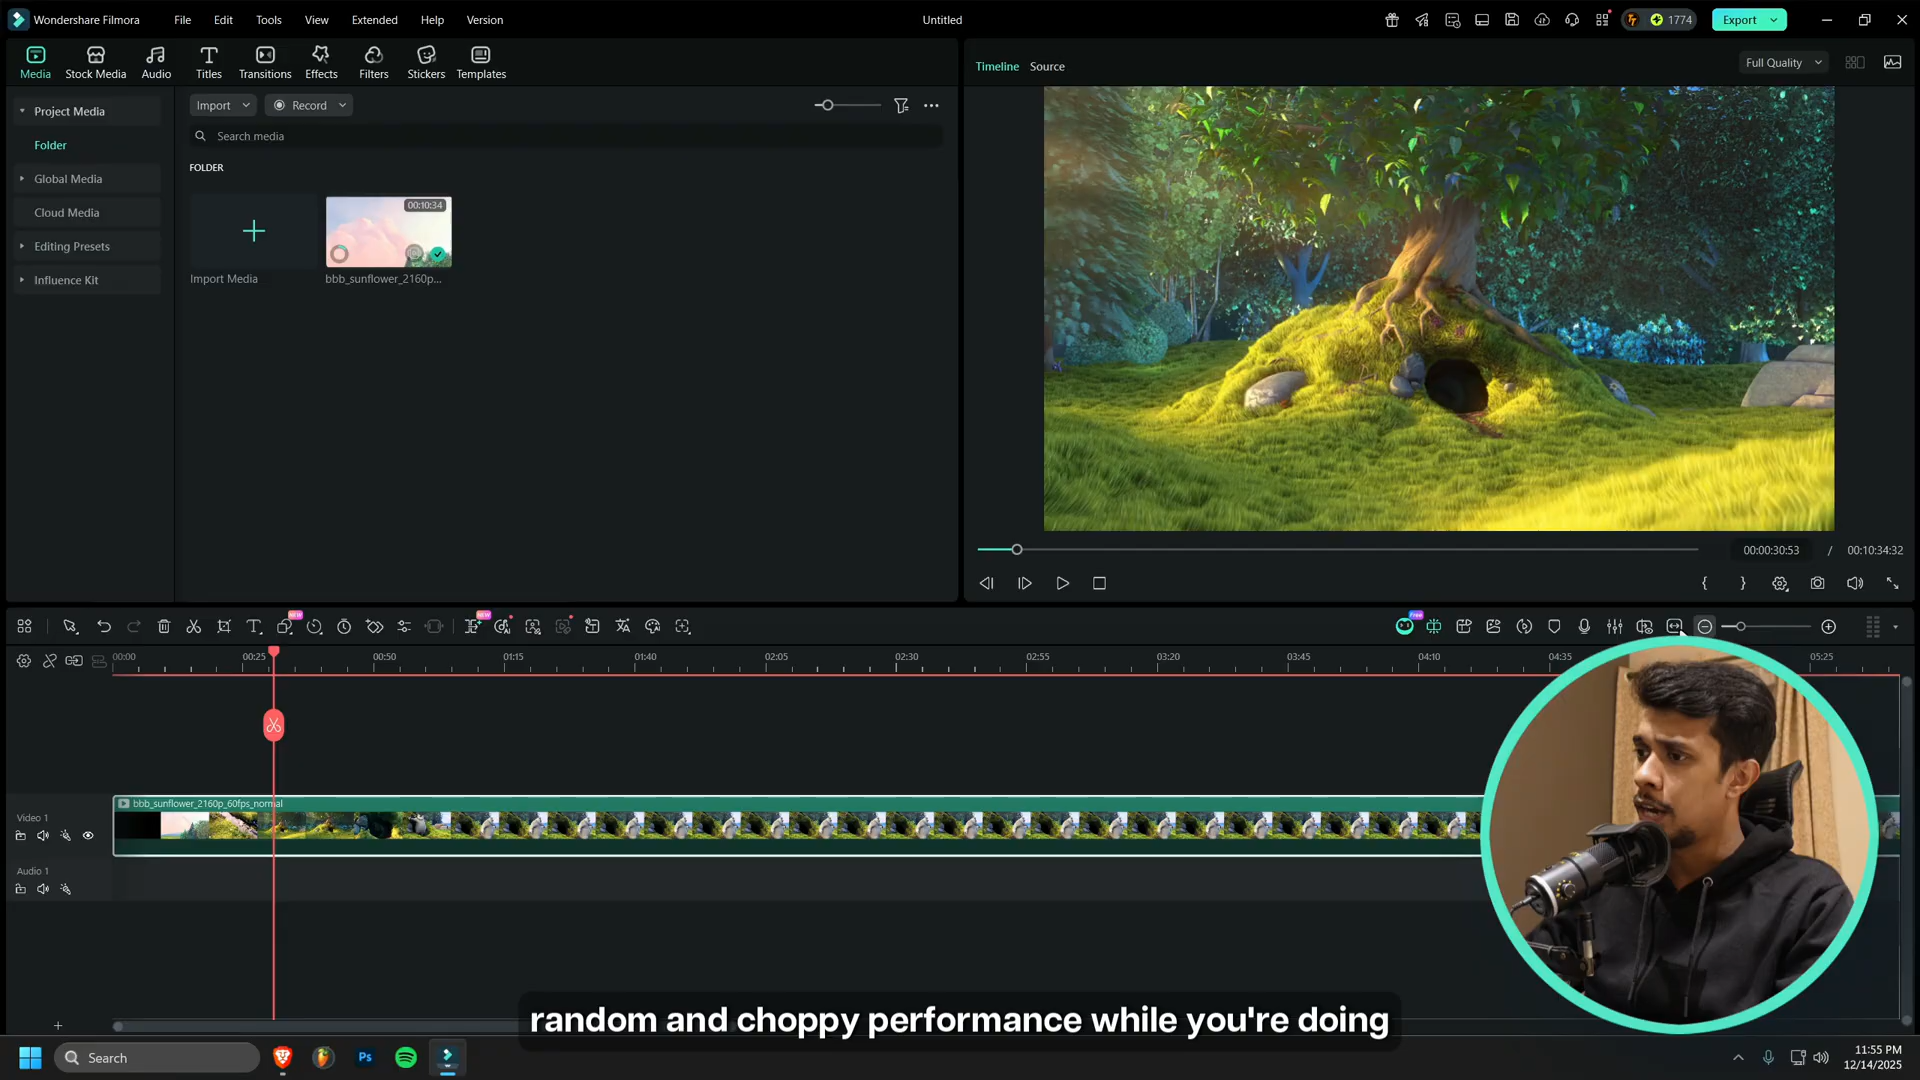 Wondershare Filmora File Edit Tools View Extended Help Version Untitled 1774 Export
Media Stock Media Audio Titles Transitions Effects Filters Stickers Templates
Timeline Source Full Quality
Project Media
Folder
Global Media
Cloud Media
Editing Presets
Influence Kit
Import Record
Search media
FOLDER
00:10:34
Import Media bbb_sunflower_2160p...
00:00:30:53 / 00:10:34:32
NEW NEW Free
00:00 00:25 00:50 01:15 01:40 02:05 02:30 02:55 03:20 03:45 04:10 04:35 05:25
Video 1
bbb_sunflower_2160p_60fps_normal
Audio 1
random and choppy performance while you're doing
Search
Ps
11:55 PM
12/14/2025